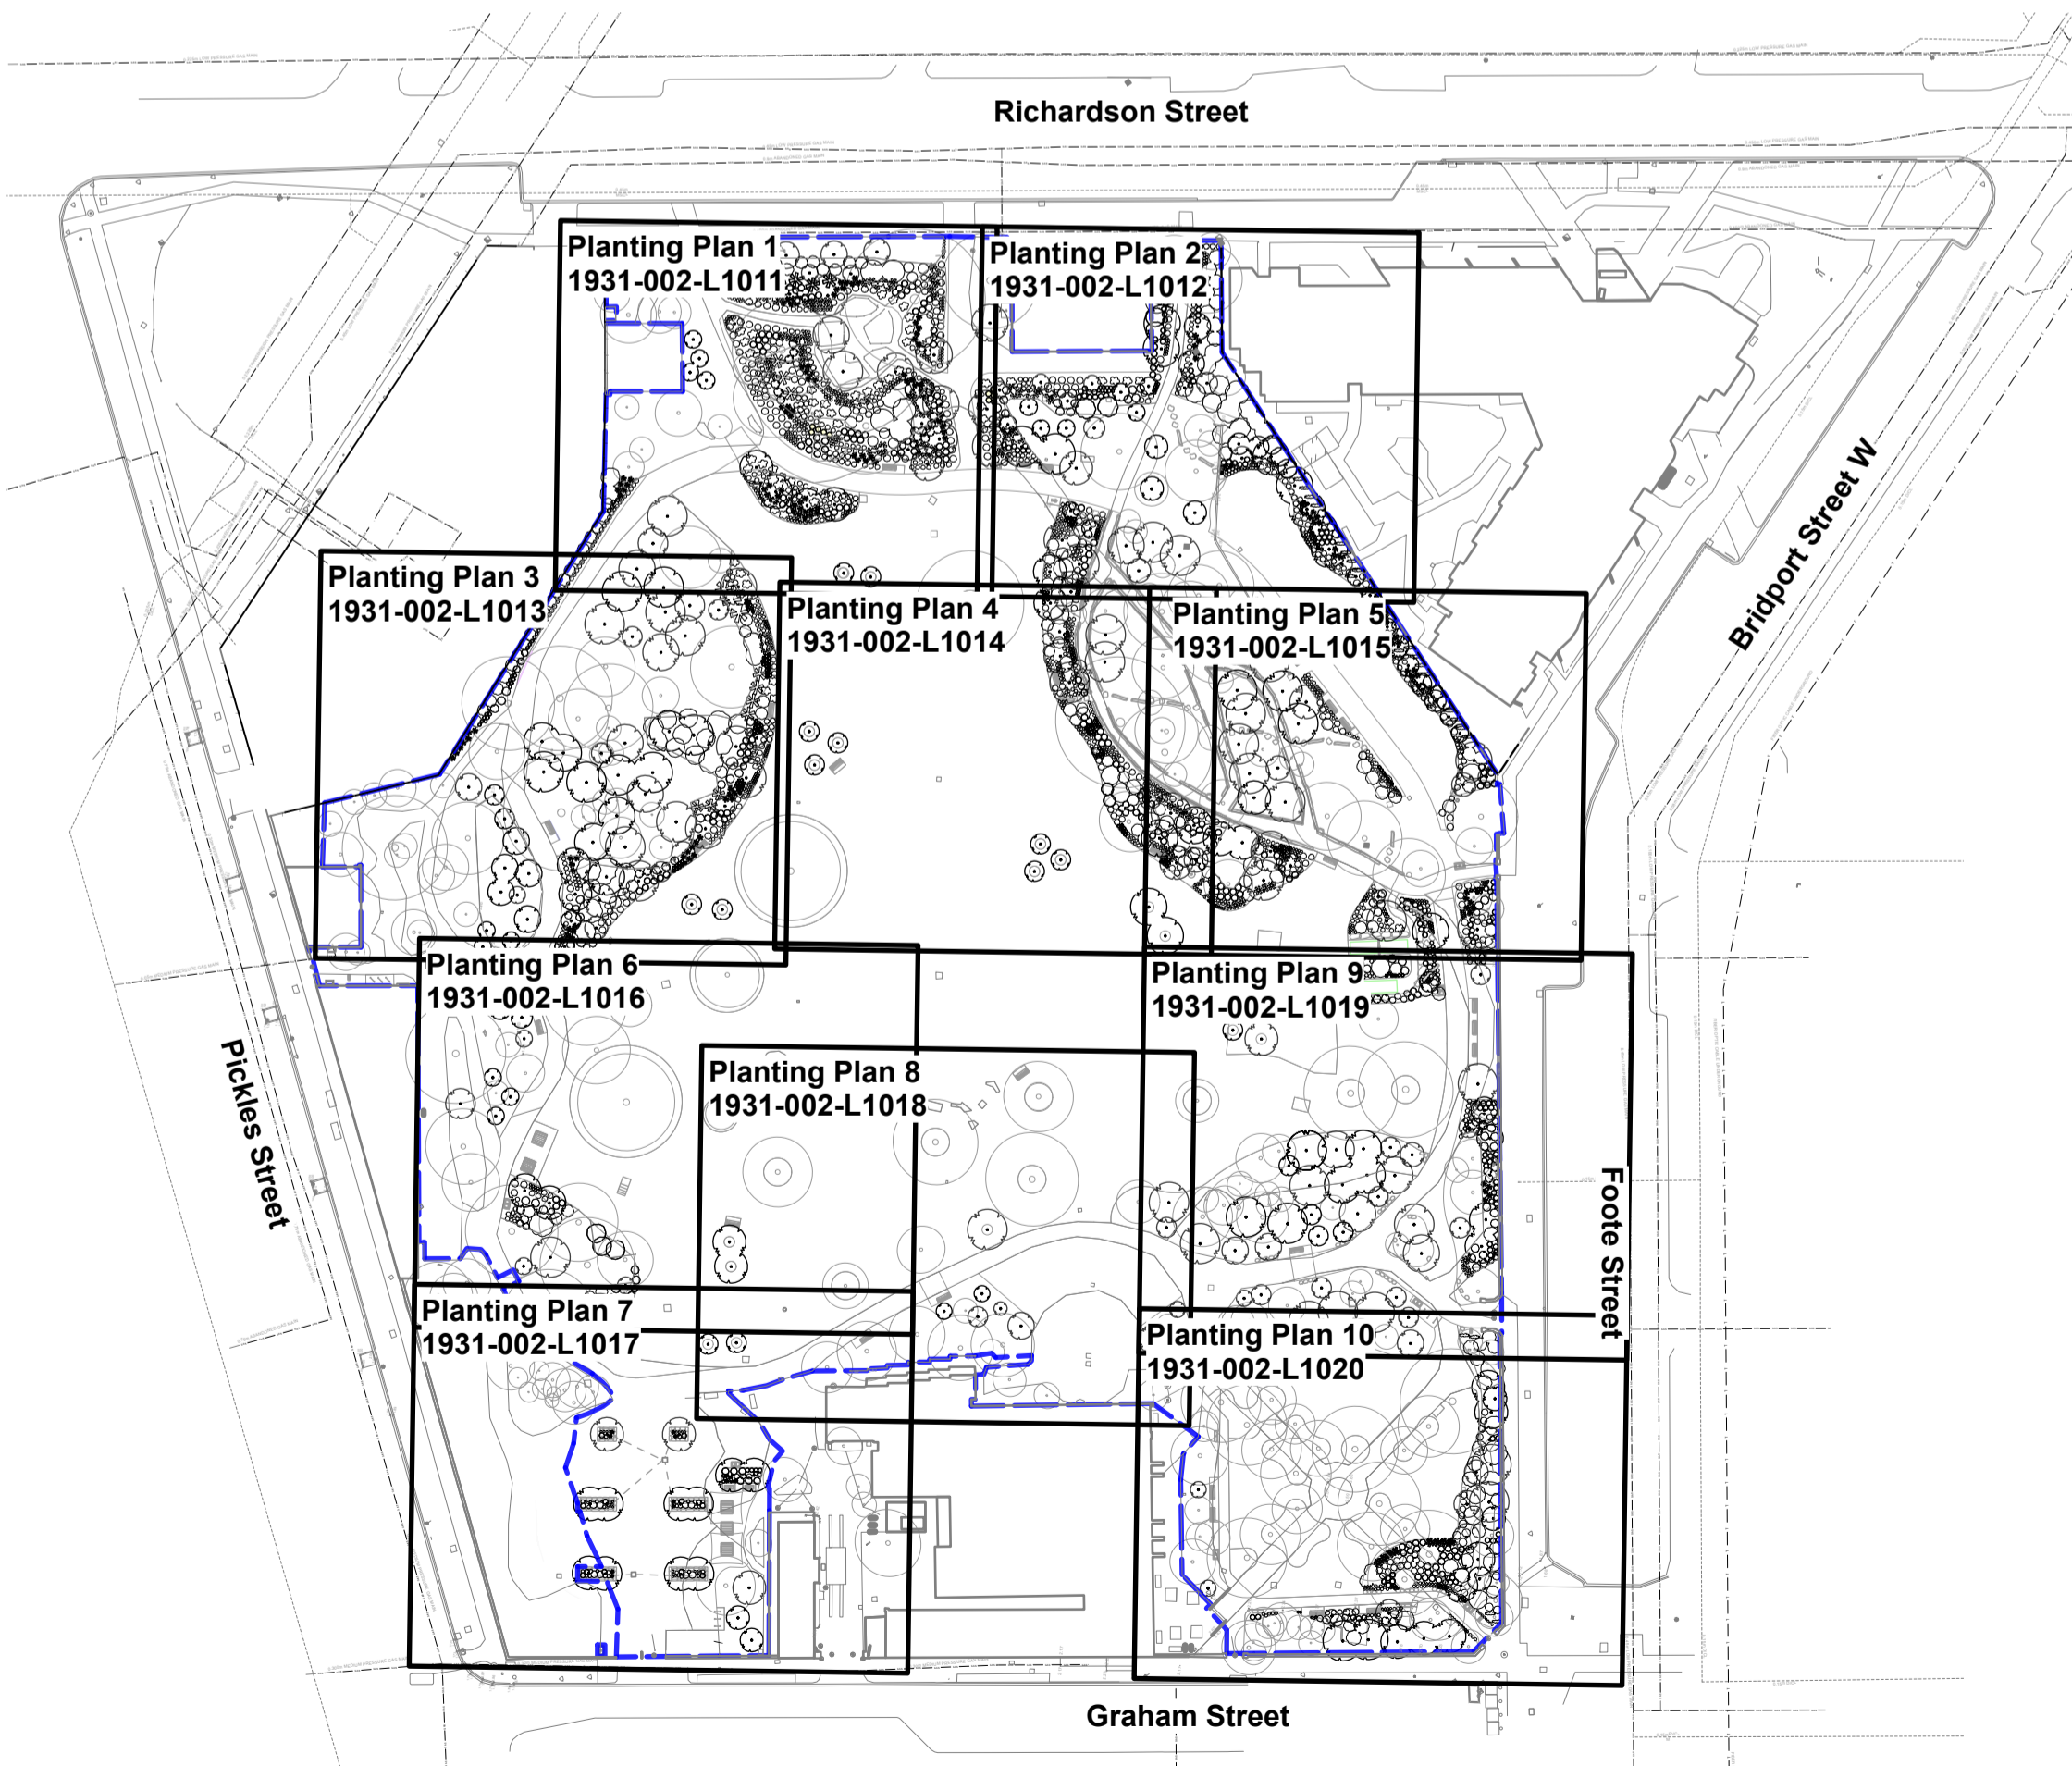 Richardson Street
Planting Plan 1
1931-002-L1011
Planting Plan 2
1931-002-L1012
Bridport Street W
Planting Plan 3
1931-002-L1013
Planting Plan 4
1931-002-L1014
Planting Plan 5
1931-002-L1015
Planting Plan 6
1931-002-L1016
Planting Plan 9
1931-002-L1019
Pickles Street
Planting Plan 8
1931-002-L1018
Foote Street
Planting Plan 7
1931-002-L1017
Planting Plan 10
1931-002-L1020
Graham Street